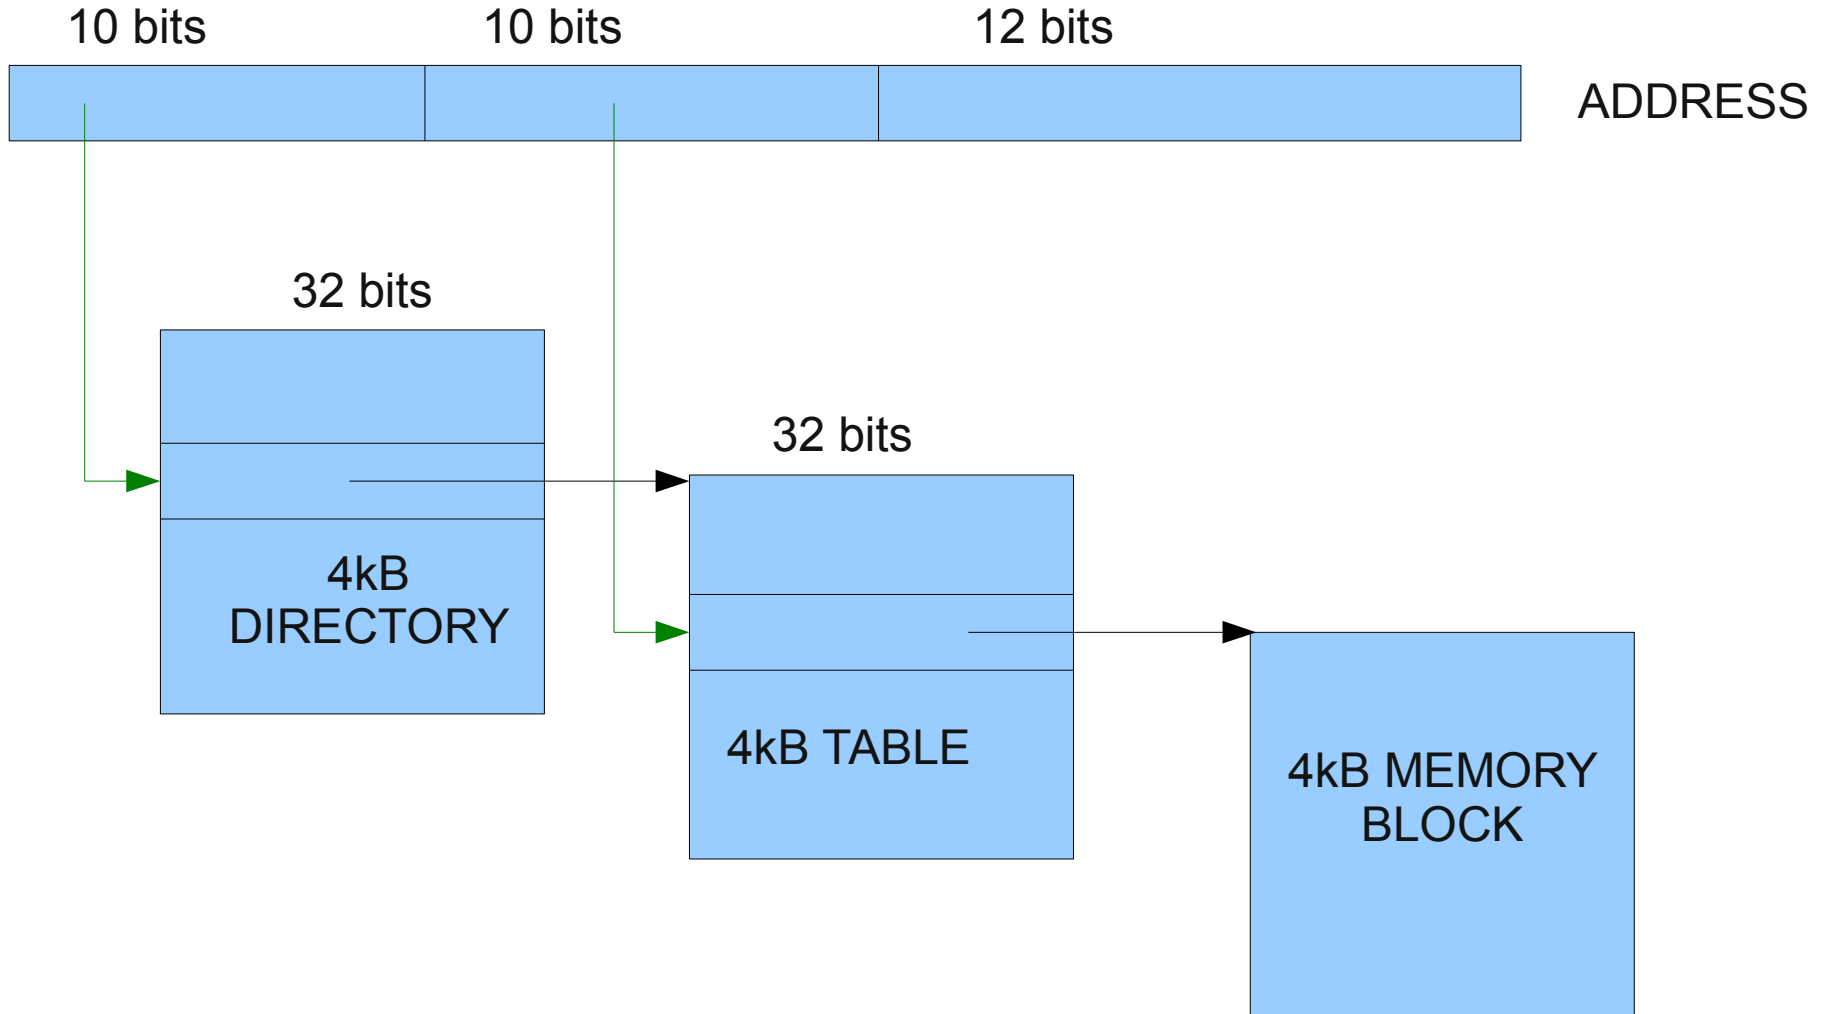 10 bits
10 bits
12 bits
ADDRESS
32 bits
32 bits
4kB
DIRECTORY
4kB TABLE
4kB MEMORY
BLOCK